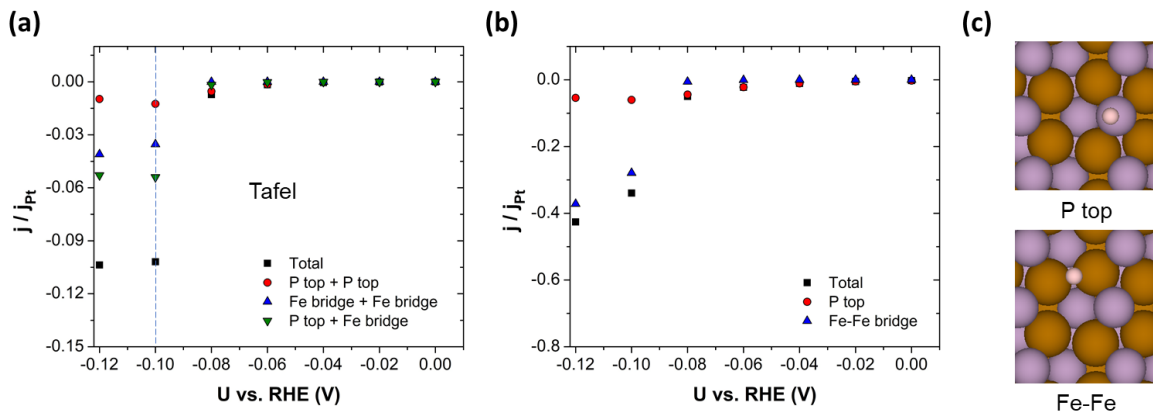 (a)
j / jPt
0.00
-0.03
-0.06
-0.09
-0.12
-0.15
Tafel
Total
P top + P top
Fe bridge + Fe bridge
P top + Fe bridge
-0.12 -0.10 -0.08 -0.06 -0.04 -0.02 0.00
U vs. RHE (V)
(b)
j / jPt
0.0
-0.2
-0.4
-0.6
-0.8
Total
P top
Fe-Fe bridge
-0.12 -0.10 -0.08 -0.06 -0.04 -0.02 0.00
U vs. RHE (V)
(c)
P top
Fe-Fe